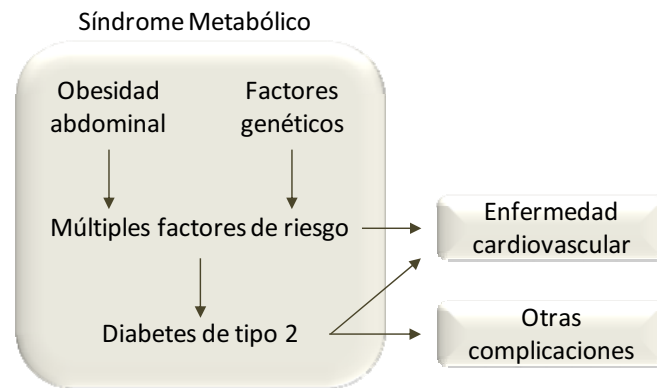 Síndrome Metabólico
Obesidad
abdominal
Factores
genéticos
Múltiples factores de riesgo
Enfermedad
cardiovascular
Diabetes de tipo 2
Otras
complicaciones